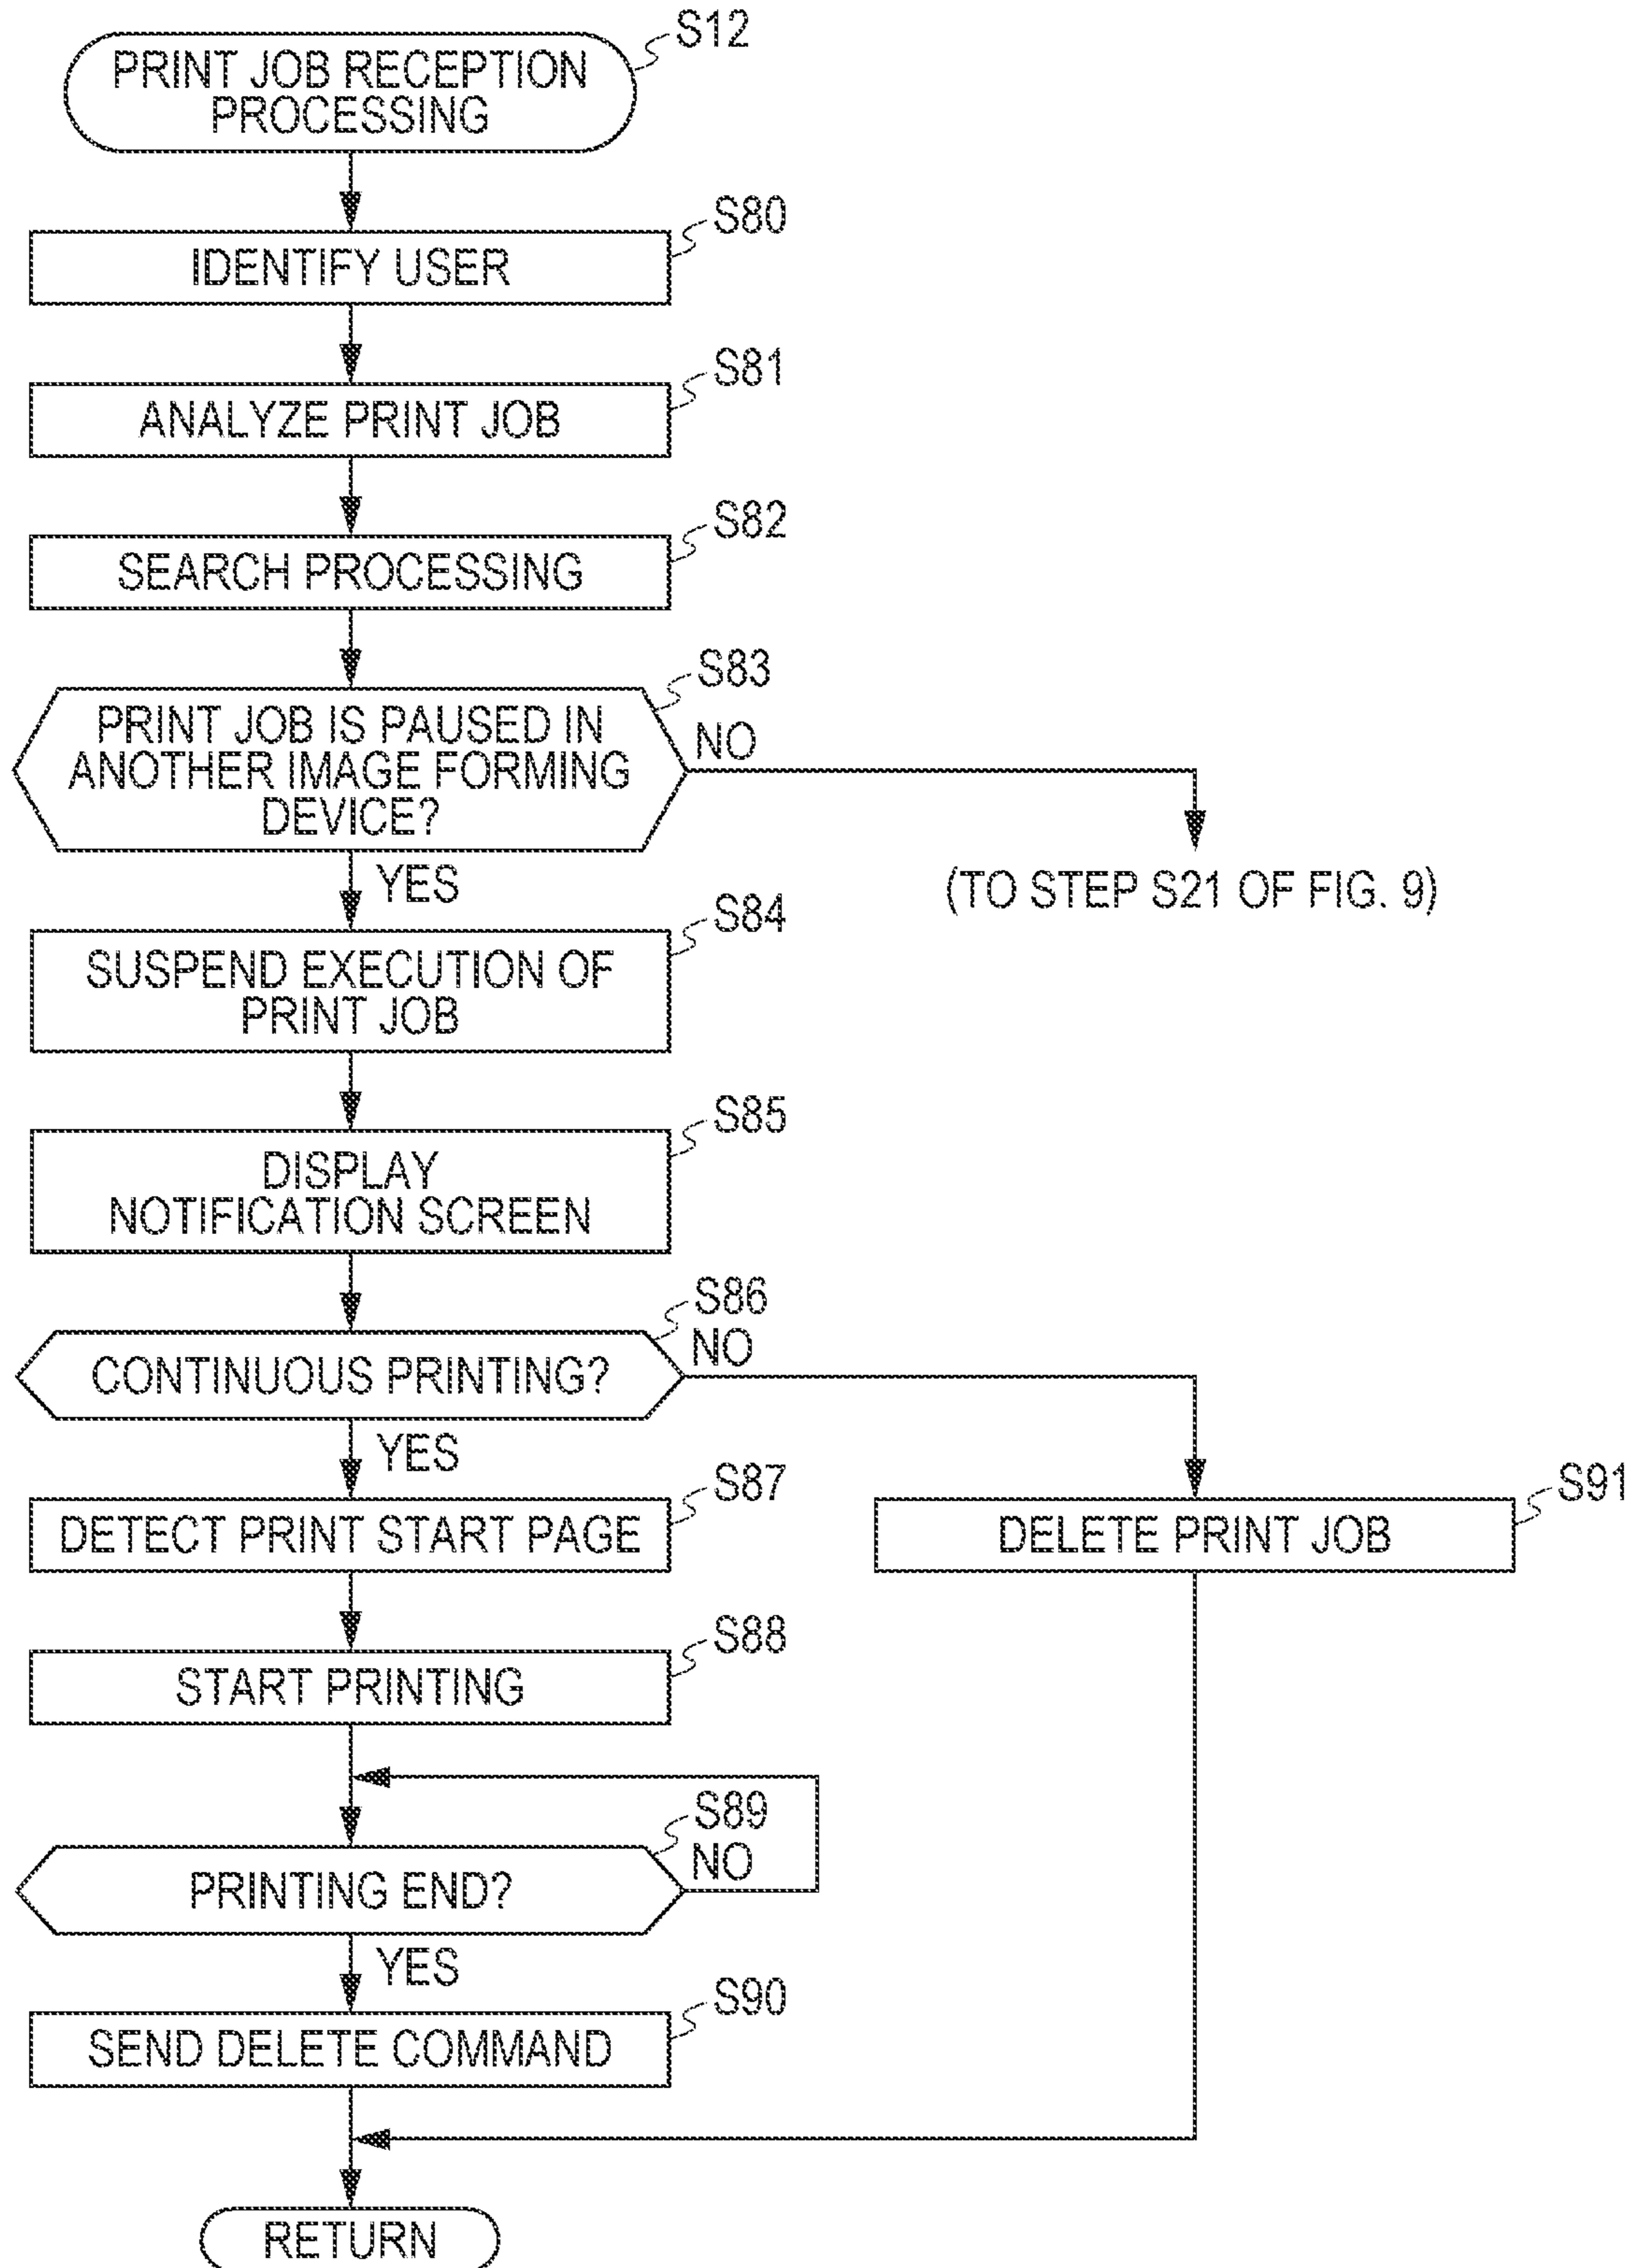 S12
PRINT JOB RECEPTION
PROCESSING
S80
IDENTIFY USER
S81
ANALYZE PRINT JOB
S82
SEARCH PROCESSING
S83
PRINT JOB IS PAUSED IN
ANOTHER IMAGE FORMING
DEVICE?
NO
(TO STEP S21 OF FIG. 9)
YES
S84
SUSPEND EXECUTION OF
PRINT JOB
S85
DISPLAY
NOTIFICATION SCREEN
S86
NO
CONTINUOUS PRINTING?
YES
S87
DETECT PRINT START PAGE
S91
DELETE PRINT JOB
S88
START PRINTING
S89
NO
PRINTING END?
YES
S90
SEND DELETE COMMAND
RETURN